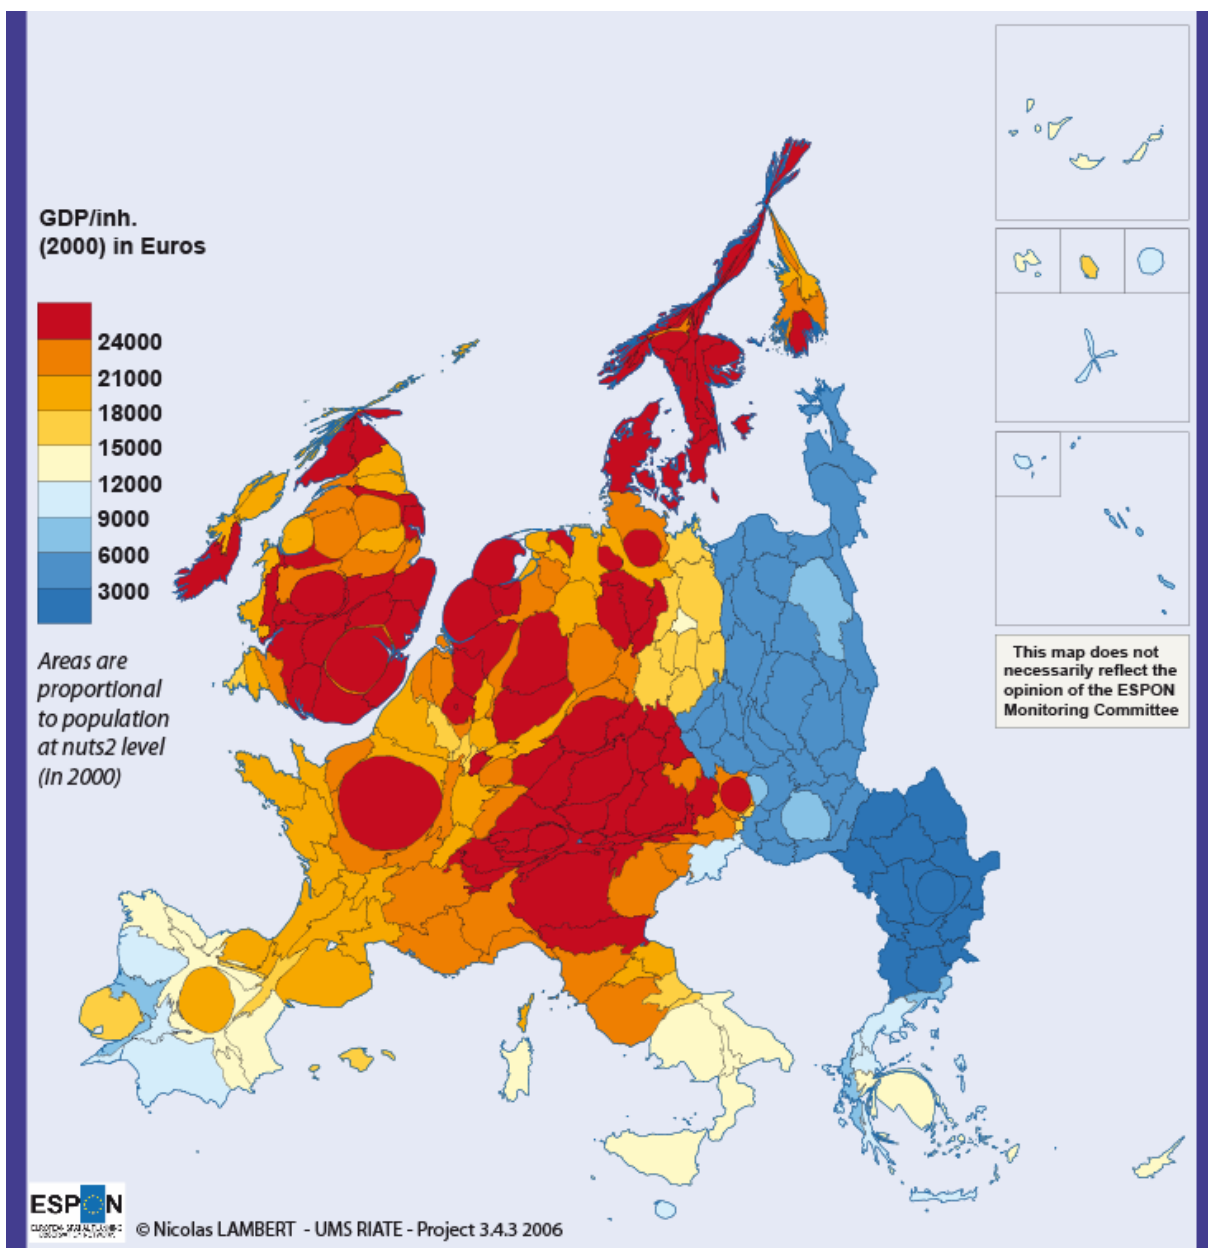 GDP/inh.
(2000) in Euros
24000
21000
18000
15000
12000
9000
6000
3000
Areas are
proportional
to population
at nuts2 level
(In 2000)
This map does not
necessarily reflect the
opinion of the ESPON
Monitoring Committee
ESPON
© Nicolas LAMBERT - UMS RIATE - Project 3.4.3 2006